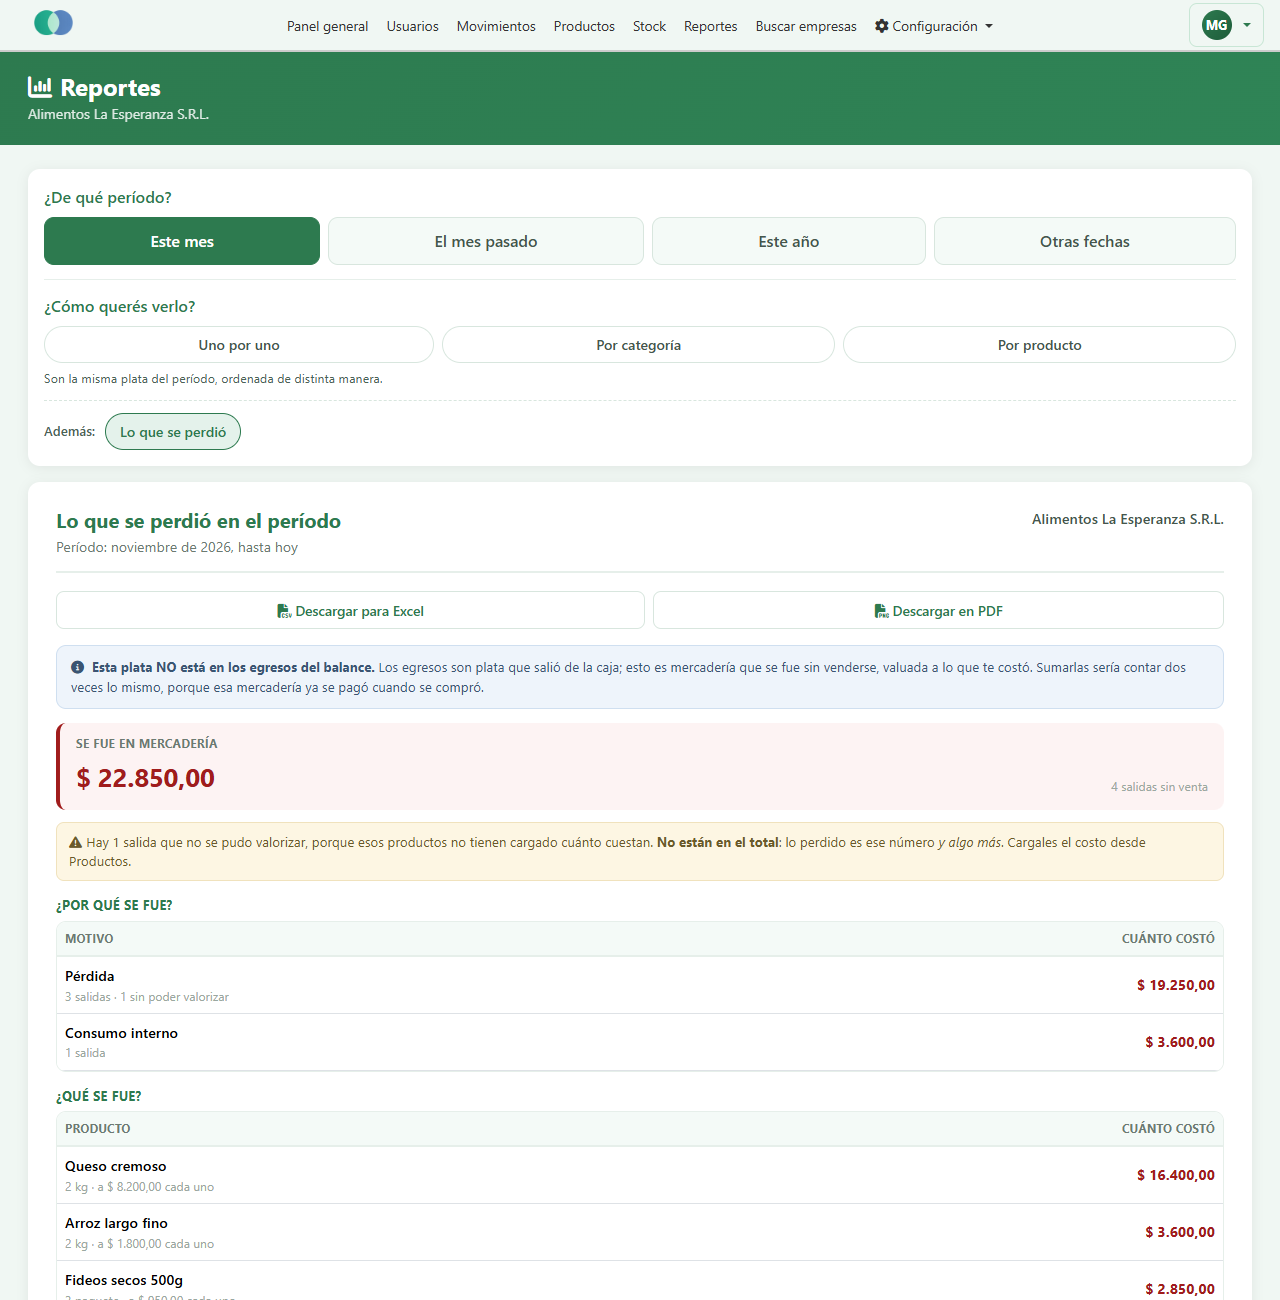 Panel general Usuarios Movimientos Productos Stock Reportes Buscar empresas Configuración MG
Reportes
Alimentos La Esperanza S.R.L.
¿De qué período?
Este mes El mes pasado Este año Otras fechas
¿Cómo querés verlo?
Uno por uno Por categoría Por producto
Son la misma plata del período, ordenada de distinta manera.
Además: Lo que se perdió
Lo que se perdió en el período Alimentos La Esperanza S.R.L.
Período: noviembre de 2026, hasta hoy
Descargar para Excel Descargar en PDF
Esta plata NO está en los egresos del balance. Los egresos son plata que salió de la caja; esto es mercadería que se fue sin venderse, valuada a lo que te costó. Sumarlas sería contar dos
veces lo mismo, porque esa mercadería ya se pagó cuando se compró.
SE FUE EN MERCADERÍA
$ 22.850,00
4 salidas sin venta
Hay 1 salida que no se pudo valorizar, porque esos productos no tienen cargado cuánto cuestan. No están en el total: lo perdido es ese número y algo más. Cargales el costo desde
Productos.
¿POR QUÉ SE FUE?
MOTIVO CUÁNTO COSTÓ
Pérdida
3 salidas · 1 sin poder valorizar
$ 19.250,00
Consumo interno
1 salida
$ 3.600,00
¿QUÉ SE FUE?
PRODUCTO CUÁNTO COSTÓ
Queso cremoso
2 kg · a $ 8.200,00 cada uno
$ 16.400,00
Arroz largo fino
2 kg · a $ 1.800,00 cada uno
$ 3.600,00
Fideos secos 500g
$ 2.850,00